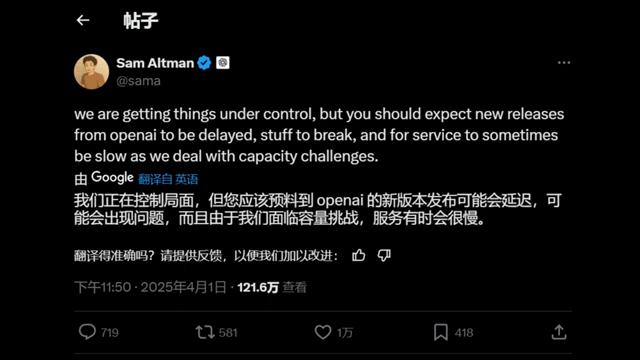 帖子
Sam Altman
@sama
we are getting things under control, but you should expect new releases
from openai to be delayed, stuff to break, and for service to sometimes
be slow as we deal with capacity challenges.
由 Google 翻译自 英语
我们正在控制局面，但您应该预料到 openai 的新版本发布可能会延迟，可
能会出现问题，而且由于我们面临容量挑战，服务有时会很慢。
翻译得准确吗？请提供反馈，以便我们加以改进：
下午11:50 · 2025年4月1日 · 121.6万 查看
719 581 1万 418